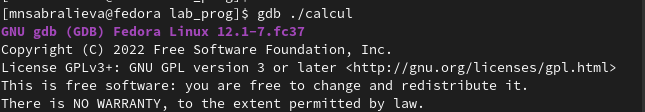 [mnsabralieva@fedora lab_prog]$ gdb ./calcul
GNU gdb (GDB) Fedora Linux 12.1-7.fc37
Copyright (C) 2022 Free Software Foundation, Inc.
License GPLv3+: GNU GPL version 3 or later <http://gnu.org/licenses/gpl.html>
This is free software: you are free to change and redistribute it.
There is NO WARRANTY, to the extent permitted by law.